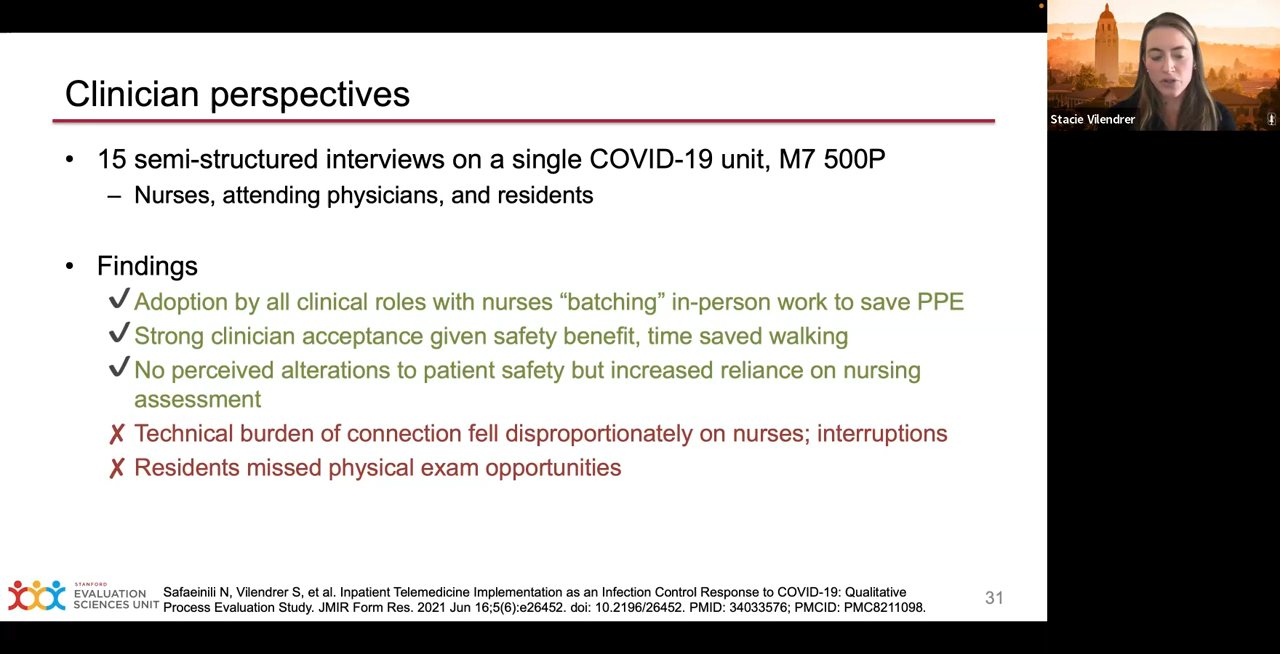 Clinician perspectives
• 15 semi-structured interviews on a single COVID-19 unit, M7 500P
– Nurses, attending physicians, and residents
• Findings
✔ Adoption by all clinical roles with nurses “batching” in-person work to save PPE
✔ Strong clinician acceptance given safety benefit, time saved walking
✔ No perceived alterations to patient safety but increased reliance on nursing
assessment
✗ Technical burden of connection fell disproportionately on nurses; interruptions
✗ Residents missed physical exam opportunities
STANFORD
EVALUATION
SCIENCES UNIT
Safaeinili N, Vilendrer S, et al. Inpatient Telemedicine Implementation as an Infection Control Response to COVID-19: Qualitative
Process Evaluation Study. JMIR Form Res. 2021 Jun 16;5(6):e26452. doi: 10.2196/26452. PMID: 34033576; PMCID: PMC8211098.
31
Stacie Vilendrer